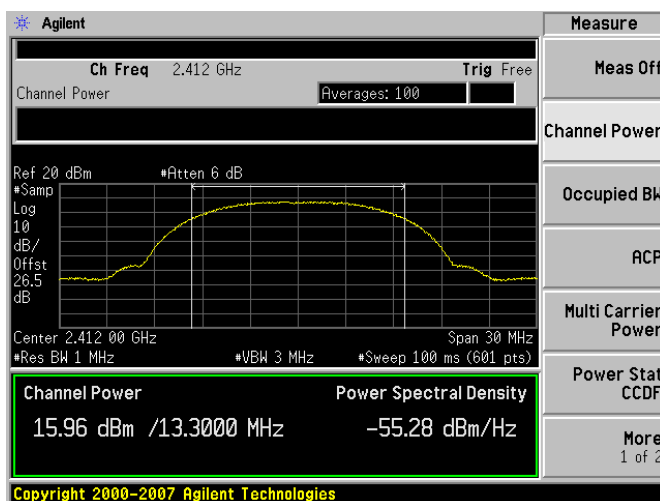 Agilent
Measure
Ch Freq 2.412 GHz
Trig Free
Channel Power
Averages: 100
Ref 20 dBm
#Atten 6 dB
#Samp
Log
10
dB/
Offst
26.5
dB
Center 2.412 00 GHz
Span 30 MHz
#Res BW 1 MHz
#VBW 3 MHz
#Sweep 100 ms (601 pts)
Channel Power
Power Spectral Density
15.96 dBm /13.3000 MHz
-55.28 dBm/Hz
Copyright 2000-2007 Agilent Technologies
Meas Off
Channel Power
Occupied BW
ACP
Multi Carrier
Power
Power Stat
CCDF
More
1 of 2